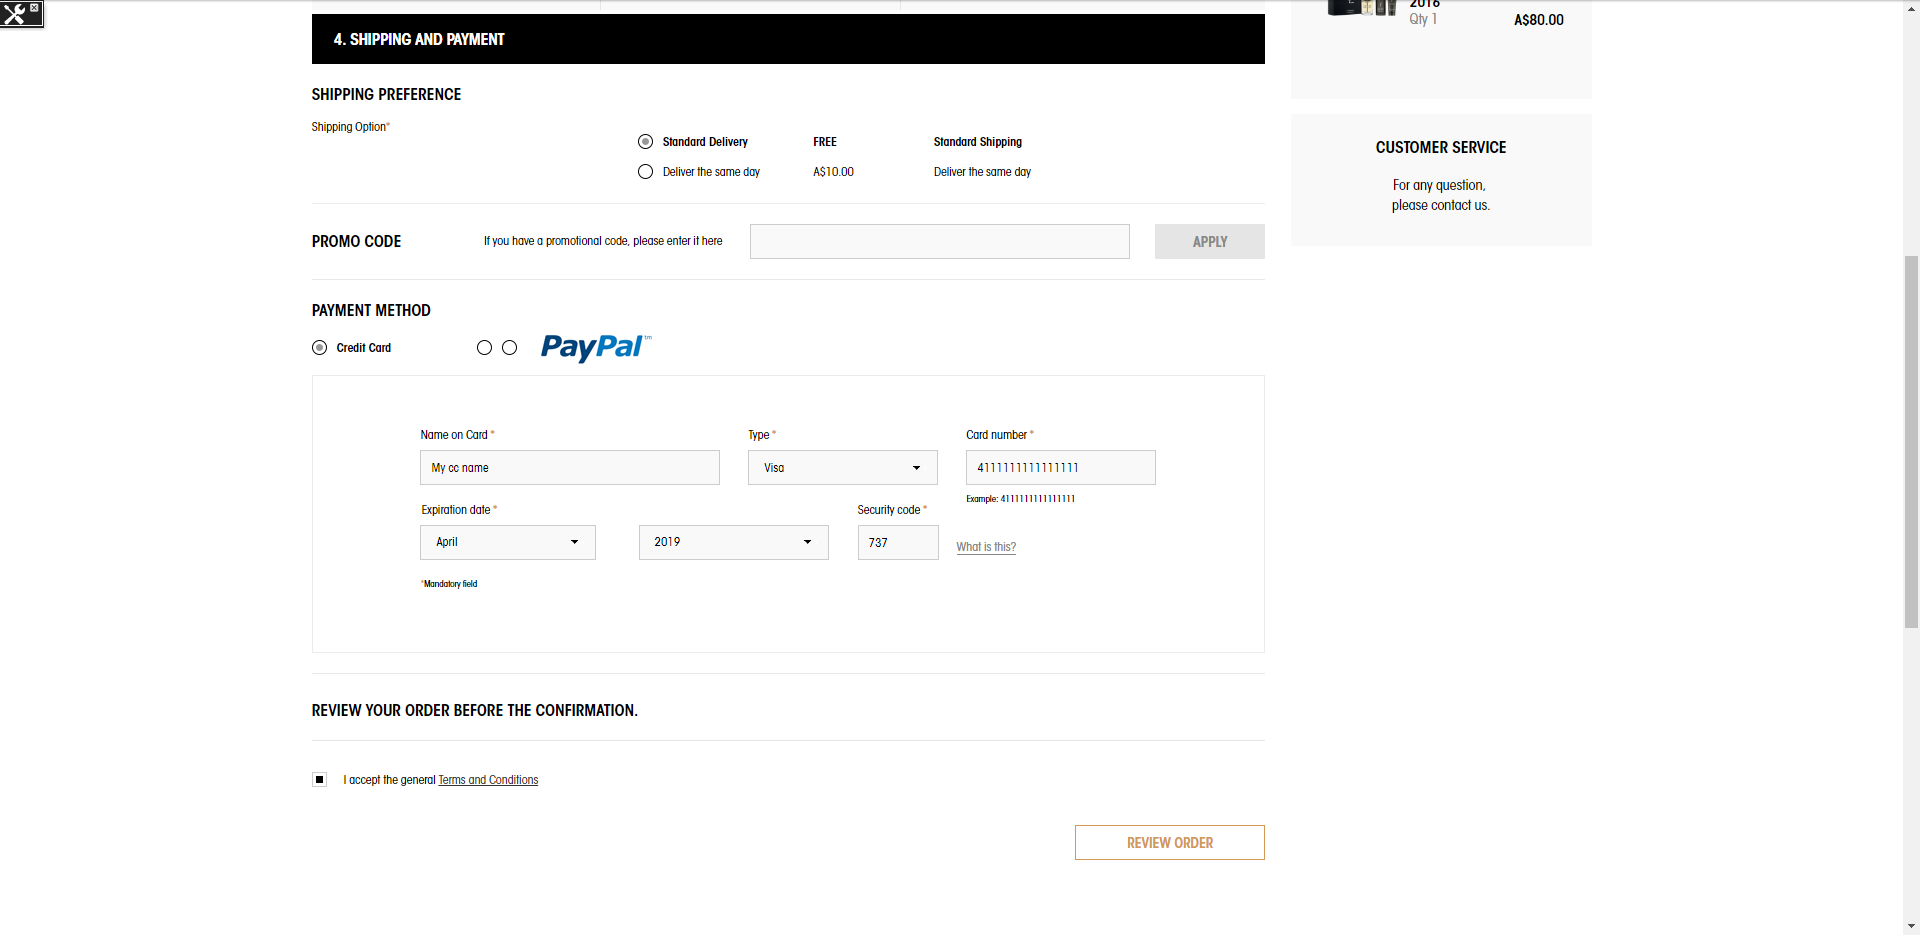 2016
Qty 1
A$80.00
4. SHIPPING AND PAYMENT
SHIPPING PREFERENCE
Shipping Option*
Standard Delivery FREE Standard Shipping
Deliver the same day A$10.00 Deliver the same day
CUSTOMER SERVICE
For any question,
please contact us.
PROMO CODE If you have a promotional code, please enter it here APPLY
PAYMENT METHOD
Credit Card PayPal™
Name on Card * Type * Card number *
My cc name Visa 4111111111111111
Example: 4111111111111111
Expiration date * Security code *
April 2019 737 What is this?
*Mandatory field
REVIEW YOUR ORDER BEFORE THE CONFIRMATION.
I accept the general Terms and Conditions
REVIEW ORDER